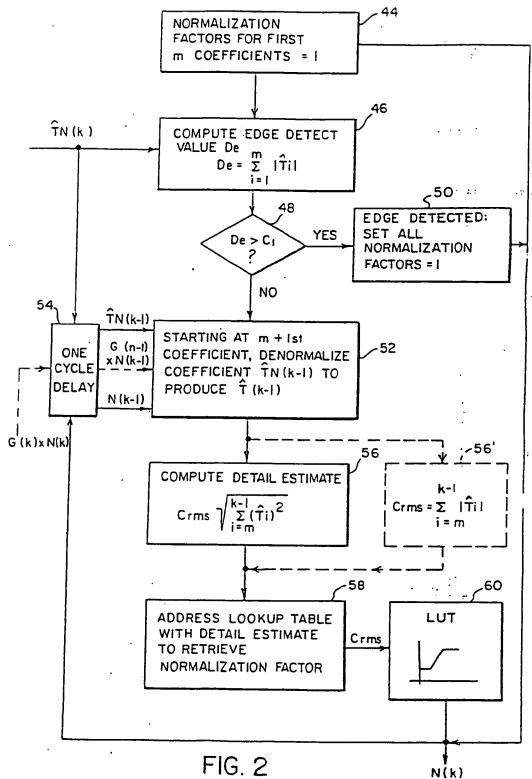 NORMALIZATION
FACTORS FOR FIRST
m COEFFICIENTS = 1
44
T̂N(k)
COMPUTE EDGE DETECT
VALUE De
De = m Σ i=1 |T̂i|
46
De > C1
?
48
YES
NO
EDGE DETECTED:
SET ALL
NORMALIZATION
FACTORS = 1
50
54
ONE
CYCLE
DELAY
T̂N(k-1)
G (n-1)
xN(k-1)
N(k-1)
G(k)xN(k)
STARTING AT m + 1st
COEFFICIENT, DENORMALIZE
COEFFICIENT T̂N(k-1) TO
PRODUCE T̂(k-1)
52
COMPUTE DETAIL ESTIMATE
Crms √ k-1 Σ i=m (T̂i)²
56
Crms = k-1 Σ i=m |T̂i|
56'
ADDRESS LOOKUP TABLE
WITH DETAIL ESTIMATE
TO RETRIEVE
NORMALIZATION FACTOR
58
Crms
LUT
60
N(k)
FIG. 2